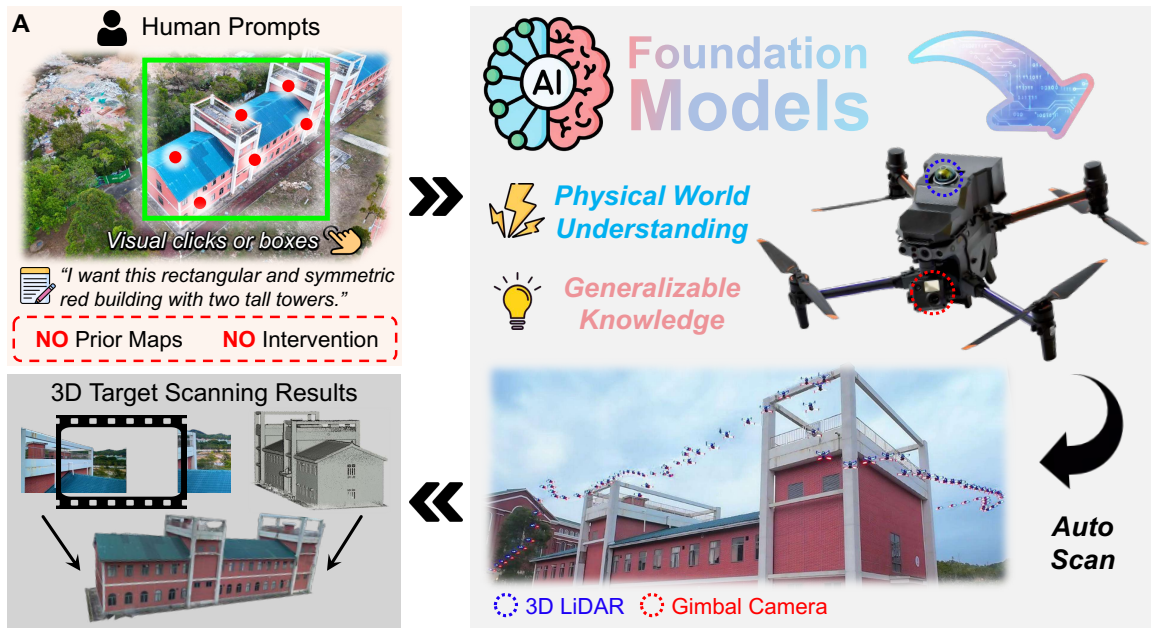 A
Human Prompts
Visual clicks or boxes
“I want this rectangular and symmetric
red building with two tall towers.”
NO Prior Maps
NO Intervention
AI
Foundation
Models
Physical World
Understanding
Generalizable
Knowledge
Auto
Scan
3D LiDAR
Gimbal Camera
3D Target Scanning Results